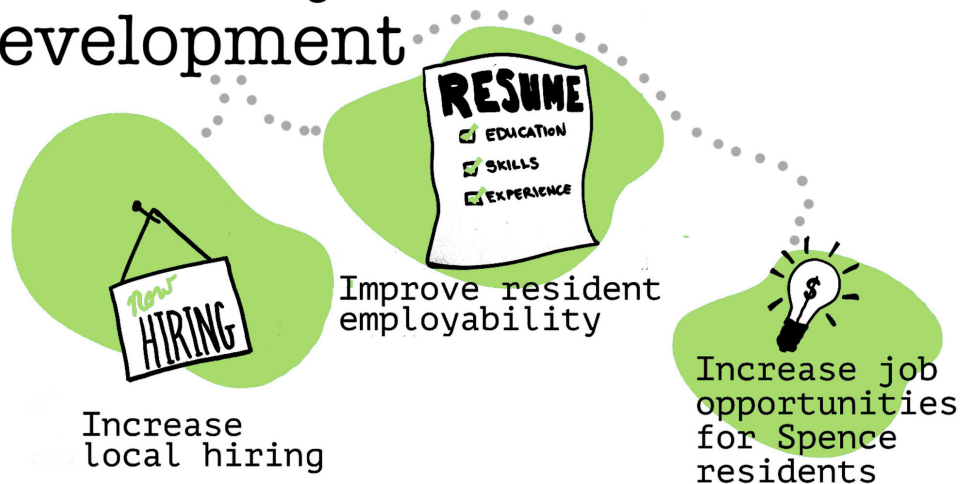 evelopment
RESUME
EDUCATION
SKILLS
EXPERIENCE
now
HIRING
$
Improve resident
employability
Increase
local hiring
Increase job
opportunities
for Spence
residents